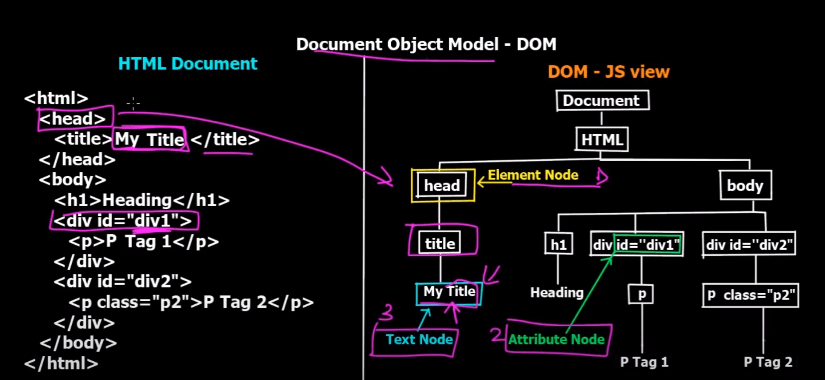 Document Object Model - DOM
HTML Document
<html>
<head>
<title>My Title </title>
</head>
<body>
<h1>Heading</h1>
<div id="div1">
<p>P Tag 1</p>
</div>
<div id="div2">
<p class="p2">P Tag 2</p>
</div>
</body>
</html>
DOM - JS view
Document
HTML
head
Element Node
body
title
h1
div id="div1"
div id="div2"
My Title
Heading
p
p class="p2"
3
Text Node
2
Attribute Node
P Tag 1
P Tag 2